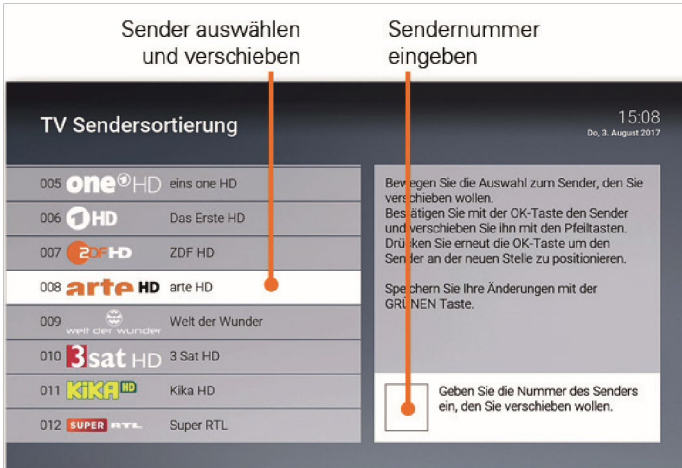 Sender auswählen
und verschieben
Sendernummer
eingeben
TV Sendersortierung
15:08
Do, 3. August 2017
005 one HD eins one HD
006 1 HD Das Erste HD
007 2DF HD ZDF HD
008 arte HD arte HD
009 welt der wunder Welt der Wunder
010 3sat HD 3 Sat HD
011 KiKA HD Kika HD
012 SUPER RTL Super RTL
Bewegen Sie die Auswahl zum Sender, den Sie
verschieben wollen.
Bestätigen Sie mit der OK-Taste den Sender
und verschieben Sie ihn mit den Pfeiltasten.
Drücken Sie erneut die OK-Taste um den
Sender an der neuen Stelle zu positionieren.
Speichern Sie Ihre Änderungen mit der
GRÜNEN Taste.
Geben Sie die Nummer des Senders
ein, den Sie verschieben wollen.